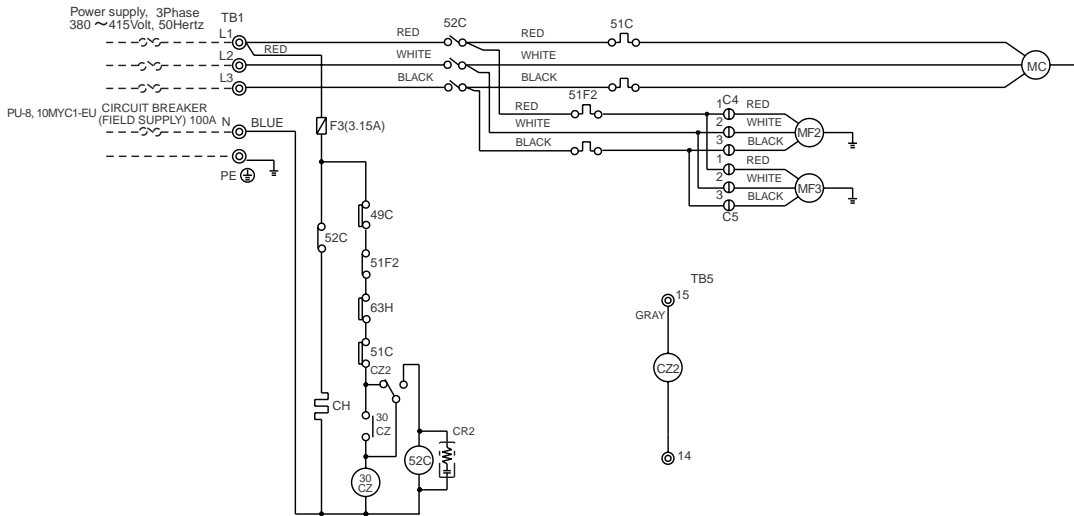 Power supply, 3Phase
380～415Volt, 50Hertz
TB1
L1
RED
RED
52C
RED
51C
L2
WHITE
WHITE
MC
L3
BLACK
BLACK
PU-8, 10MYC1-EU
CIRCUIT BREAKER
(FIELD SUPPLY) 100A
N
BLUE
F3(3.15A)
PE
RED
51F2
WHITE
BLACK
C4
1
RED
2
WHITE
MF2
3
BLACK
1
RED
2
WHITE
MF3
3
BLACK
C5
49C
52C
51F2
63H
51C
CZ2
CH
30
CZ
30
CZ
52C
CR2
TB5
15
GRAY
CZ2
14